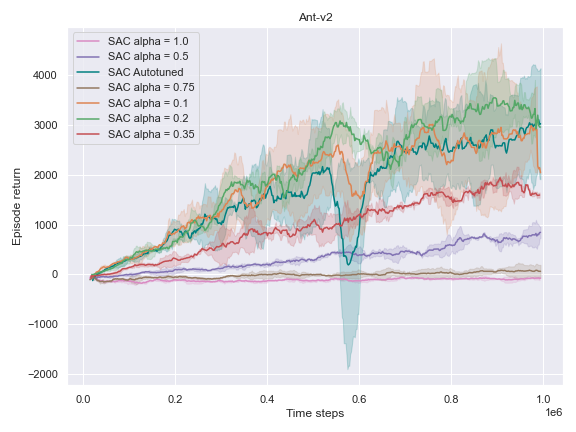 Ant-v2
SAC alpha = 1.0
SAC alpha = 0.5
SAC Autotuned
SAC alpha = 0.75
SAC alpha = 0.1
SAC alpha = 0.2
SAC alpha = 0.35
Episode return
4000
3000
2000
1000
0
−1000
−2000
0.0 0.2 0.4 0.6 0.8 1.0
1e6
Time steps